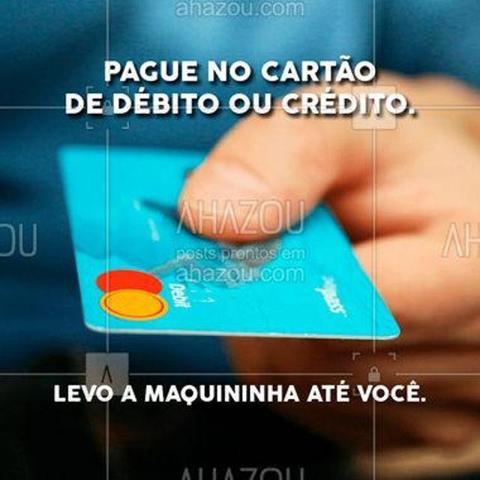 ahazou.com
PAGUE NO CARTÃO
DE DÉBITO OU CRÉDITO.
AHAZOU
posts prontos em
ahazou.com
Debit
LEVO A MAQUININHA ATÉ VOCÊ.
AHAZOU